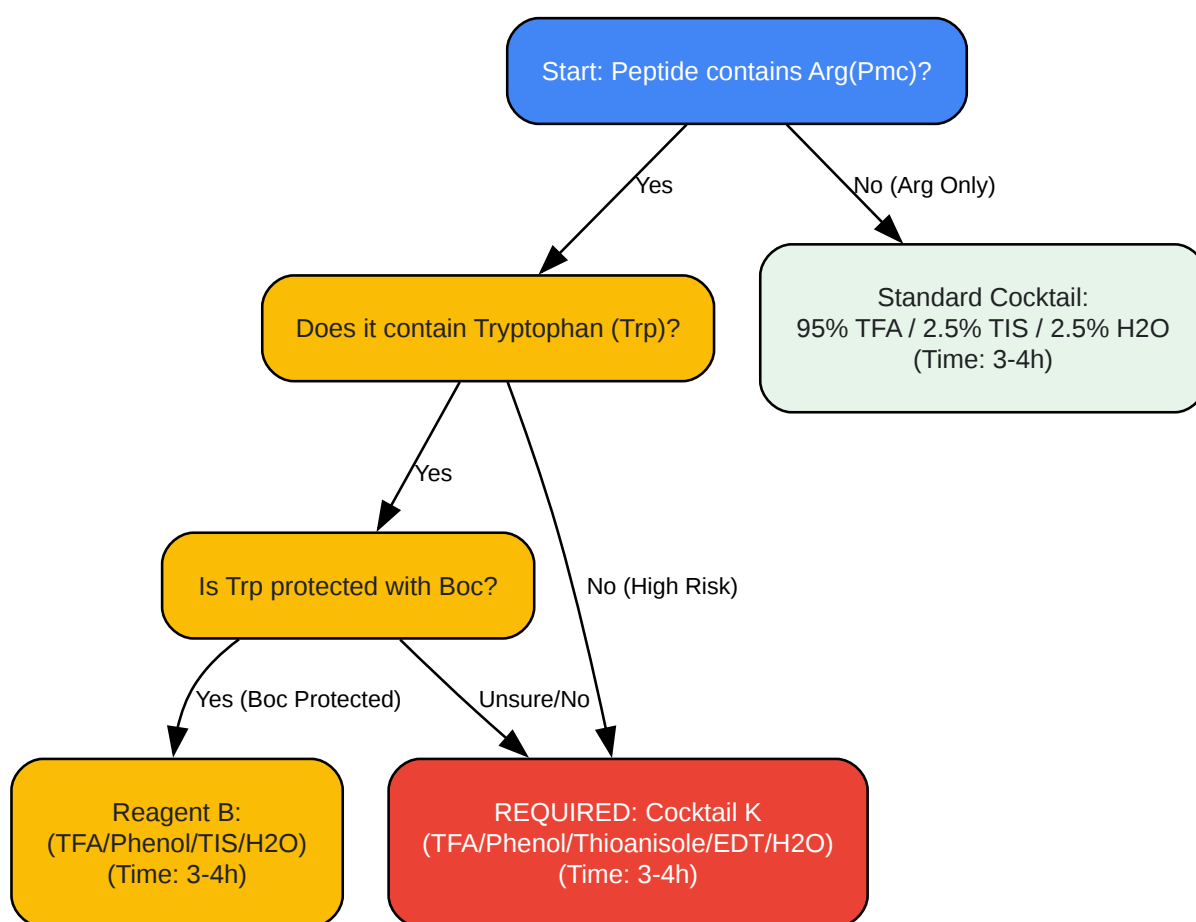 Start: Peptide contains Arg(Pmc)?
Yes
No (Arg Only)
Does it contain Tryptophan (Trp)?
Standard Cocktail:
95% TFA / 2.5% TIS / 2.5% H2O
(Time: 3-4h)
Yes
Is Trp protected with Boc?
No (High Risk)
Yes (Boc Protected)
Unsure/No
Reagent B:
(TFA/Phenol/TIS/H2O)
(Time: 3-4h)
REQUIRED: Cocktail K
(TFA/Phenol/Thioanisole/EDT/H2O)
(Time: 3-4h)